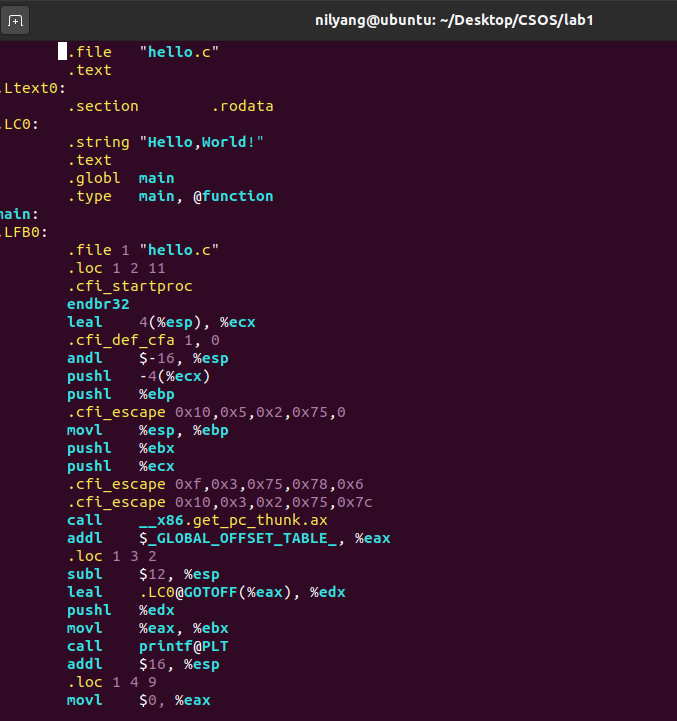 nilyang@ubuntu: ~/Desktop/CSOS/lab1
.file "hello.c"
.text
.Ltext0:
.section .rodata
.LC0:
.string "Hello,World!"
.text
.globl main
.type main, @function
main:
.LFB0:
.file 1 "hello.c"
.loc 1 2 11
.cfi_startproc
endbr32
leal 4(%esp), %ecx
.cfi_def_cfa 1, 0
andl $-16, %esp
pushl -4(%ecx)
pushl %ebp
.cfi_escape 0x10,0x5,0x2,0x75,0
movl %esp, %ebp
pushl %ebx
pushl %ecx
.cfi_escape 0xf,0x3,0x75,0x78,0x6
.cfi_escape 0x10,0x3,0x2,0x75,0x7c
call __x86.get_pc_thunk.ax
addl $_GLOBAL_OFFSET_TABLE_, %eax
.loc 1 3 2
subl $12, %esp
leal .LC0@GOTOFF(%eax), %edx
pushl %edx
movl %eax, %ebx
call printf@PLT
addl $16, %esp
.loc 1 4 9
movl $0, %eax